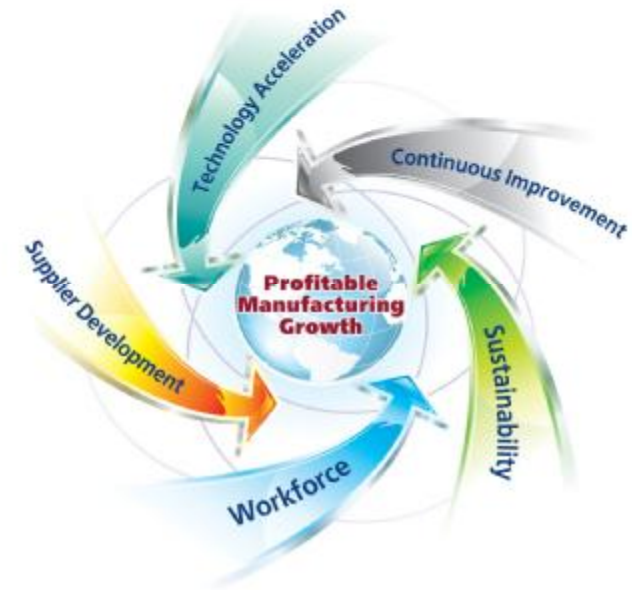 Technology Acceleration
Continuous Improvement
Supplier Development
Profitable
Manufacturing
Growth
Sustainability
Workforce